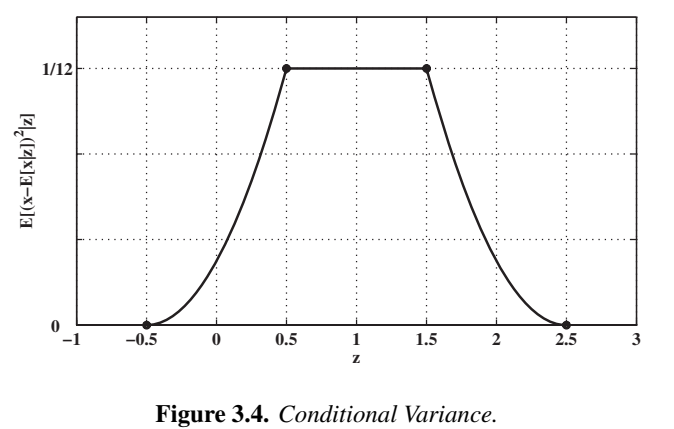 1/12
E[(x−E[x|z])²|z]
0
−1 −0.5 0 0.5 1 1.5 2 2.5 3
z
Figure 3.4. Conditional Variance.